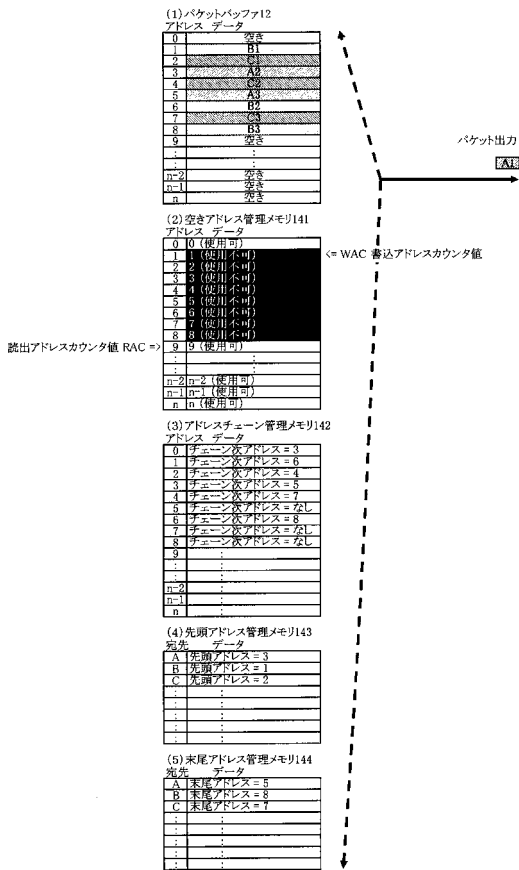 (1)パケットバッファ12
アドレス データ
0 空き
1 B1
2 C1
3 A2
4 C2
5 A3
6 B2
7 C3
8 B3
9 空き
: :
: :
n-2 空き
n-1 空き
n 空き
パケット出力
A1
(2)空きアドレス管理メモリ141
アドレス データ
0 0 (使用可)
1 1 (使用不可)
<= WAC 書込アドレスカウンタ値
2 2 (使用不可)
3 3 (使用不可)
4 4 (使用不可)
5 5 (使用不可)
6 6 (使用不可)
7 7 (使用不可)
8 8 (使用不可)
読出アドレスカウンタ値 RAC =>
9 9 (使用可)
: :
: :
n-2 n-2 (使用可)
n-1 n-1 (使用可)
n n (使用可)
(3)アドレスチェーン管理メモリ142
アドレス データ
0 チェーン次アドレス = 3
1 チェーン次アドレス = 6
2 チェーン次アドレス = 4
3 チェーン次アドレス = 5
4 チェーン次アドレス = 7
5 チェーン次アドレス = なし
6 チェーン次アドレス = 8
7 チェーン次アドレス = なし
8 チェーン次アドレス = なし
9 :
: :
: :
n-2 :
n-1 :
n :
(4)先頭アドレス管理メモリ143
宛先 データ
A 先頭アドレス = 3
B 先頭アドレス = 1
C 先頭アドレス = 2
: :
: :
: :
: :
: :
(5)末尾アドレス管理メモリ144
宛先 データ
A 末尾アドレス = 5
B 末尾アドレス = 8
C 末尾アドレス = 7
: :
: :
: :
: :
: :